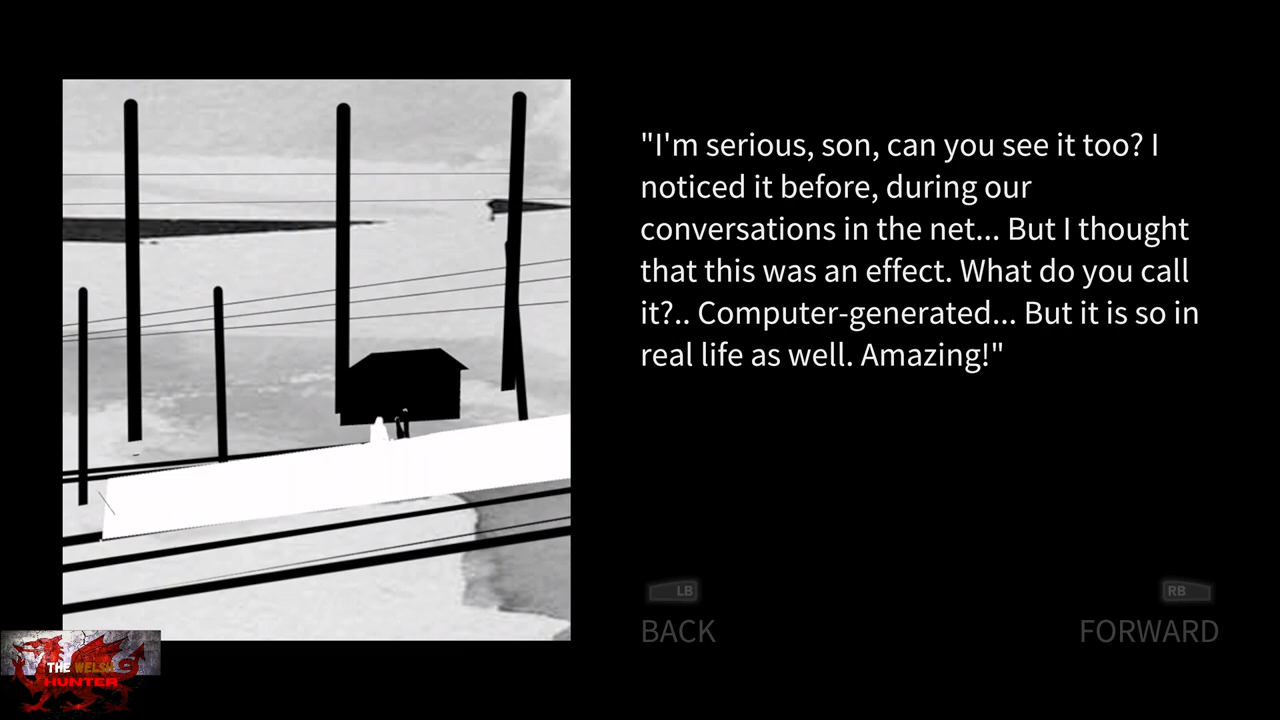 "I'm serious, son, can you see it too? I
noticed it before, during our
conversations in the net... But I thought
that this was an effect. What do you call
it?.. Computer-generated... But it is so in
real life as well. Amazing!"
LB
RB
BACK
FORWARD
THE WELSH
HUNTER